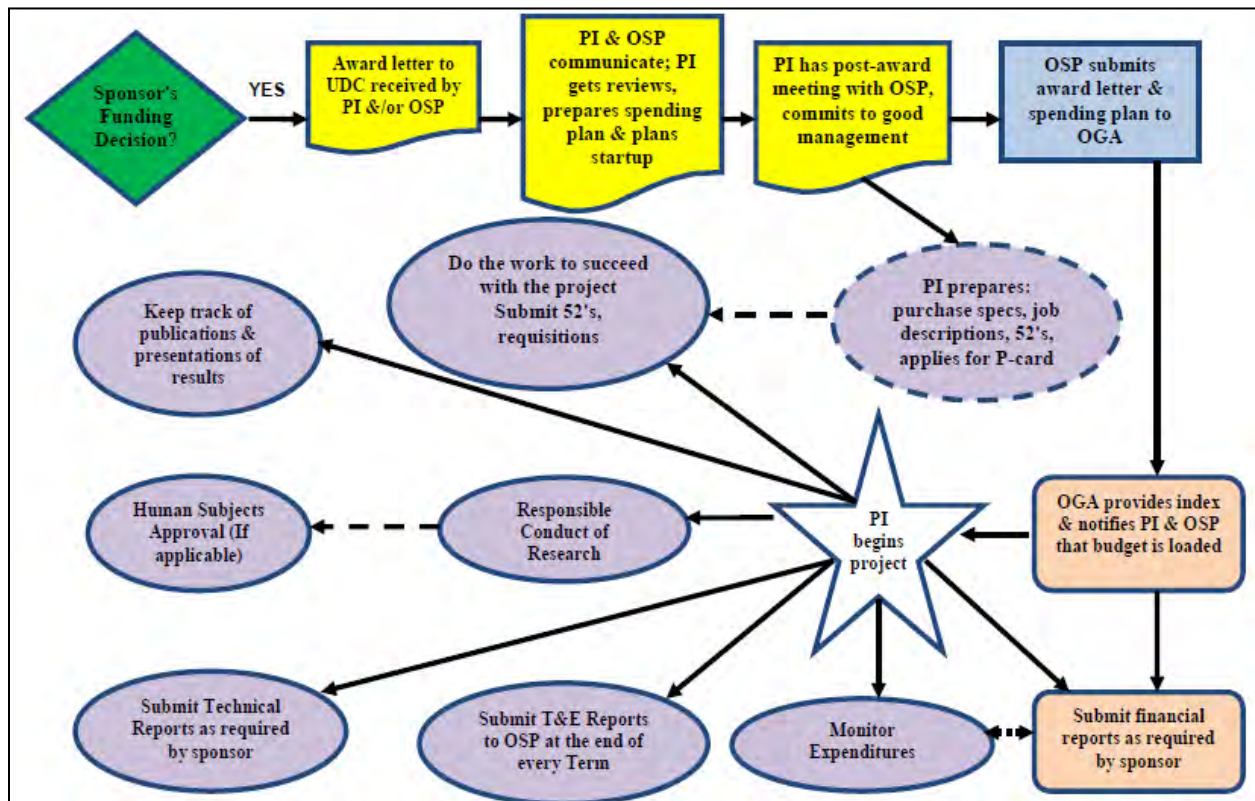 Sponsor's
Funding
Decision?
YES
Award letter to
UDC received by
PI &/or OSP
PI & OSP
communicate; PI
gets reviews,
prepares spending
plan & plans
startup
PI has post-award
meeting with OSP,
commits to good
management
OSP submits
award letter &
spending plan to
OGA
Do the work to succeed
with the project
Submit 52's,
requisitions
PI prepares:
purchase specs, job
descriptions, 52's,
applies for P-card
Keep track of
publications &
presentations of
results
Human Subjects
Approval (If
applicable)
Responsible
Conduct of
Research
PI
begins
project
OGA provides index
& notifies PI & OSP
that budget is loaded
Submit Technical
Reports as required
by sponsor
Submit T&E Reports
to OSP at the end of
every Term
Monitor
Expenditures
Submit financial
reports as required
by sponsor